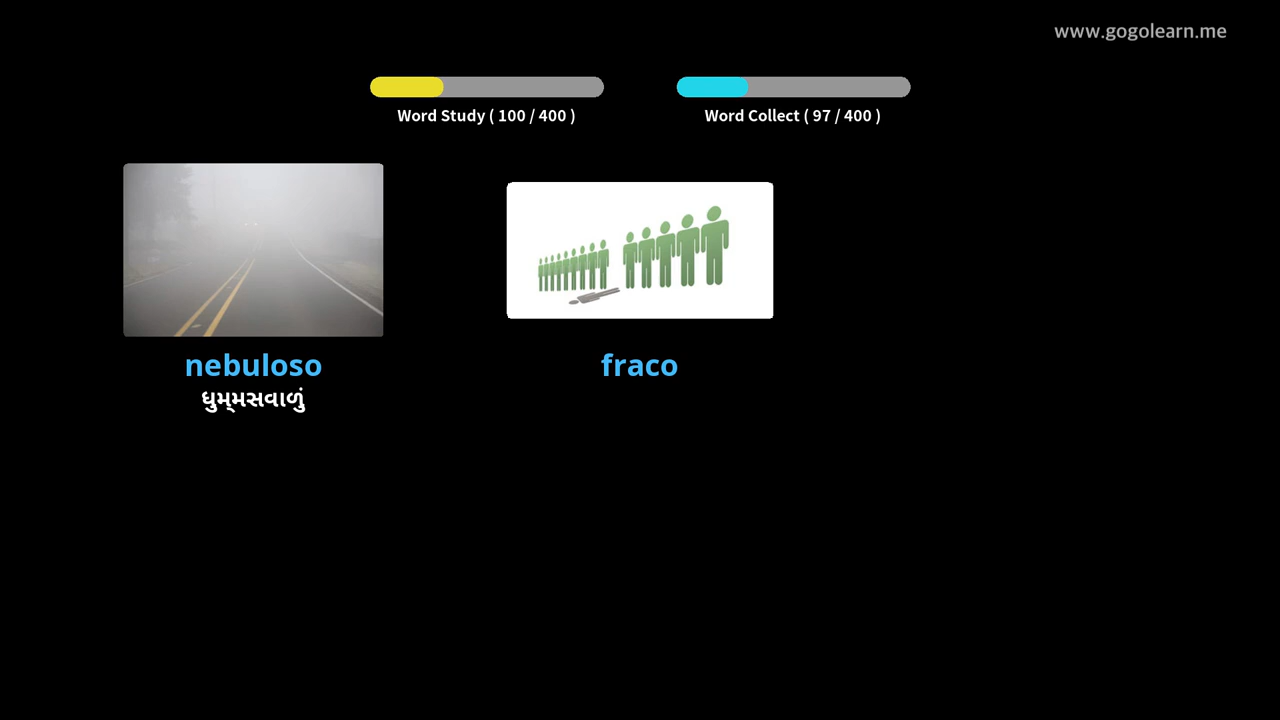 www.gogolearn.me
Word Study ( 100 / 400 )
Word Collect ( 97 / 400 )
nebuloso
ધુમ્મસવાળું
fraco